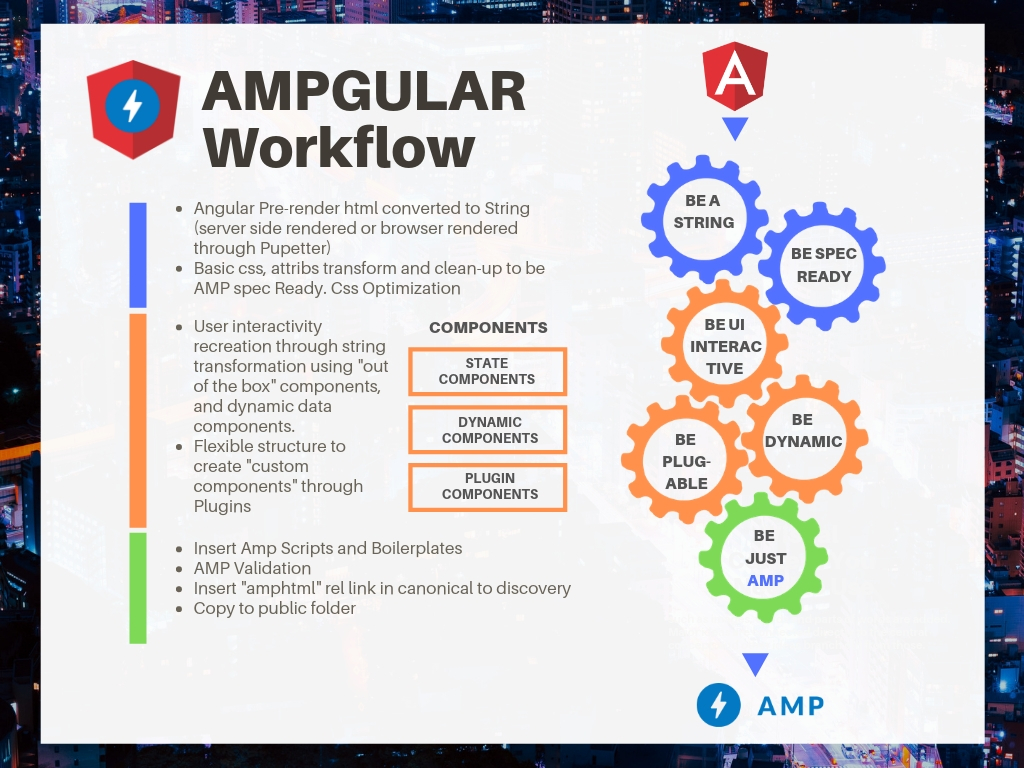 AMPGULAR
Workflow
• Angular Pre-render html converted to String
(server side rendered or browser rendered
through Pupetter)
• Basic css, attribs transform and clean-up to be
AMP spec Ready. Css Optimization
• User interactivity
recreation through string
transformation using "out
of the box" components,
and dynamic data
components.
• Flexible structure to
create "custom
components" through
Plugins
COMPONENTS
STATE
COMPONENTS
DYNAMIC
COMPONENTS
PLUGIN
COMPONENTS
• Insert Amp Scripts and Boilerplates
• AMP Validation
• Insert "amphtml" rel link in canonical to discovery
• Copy to public folder
A
BE A
STRING
BE SPEC
READY
BE UI
INTERAC
TIVE
BE
DYNAMIC
BE
PLUG-
ABLE
BE
JUST
AMP
AMP